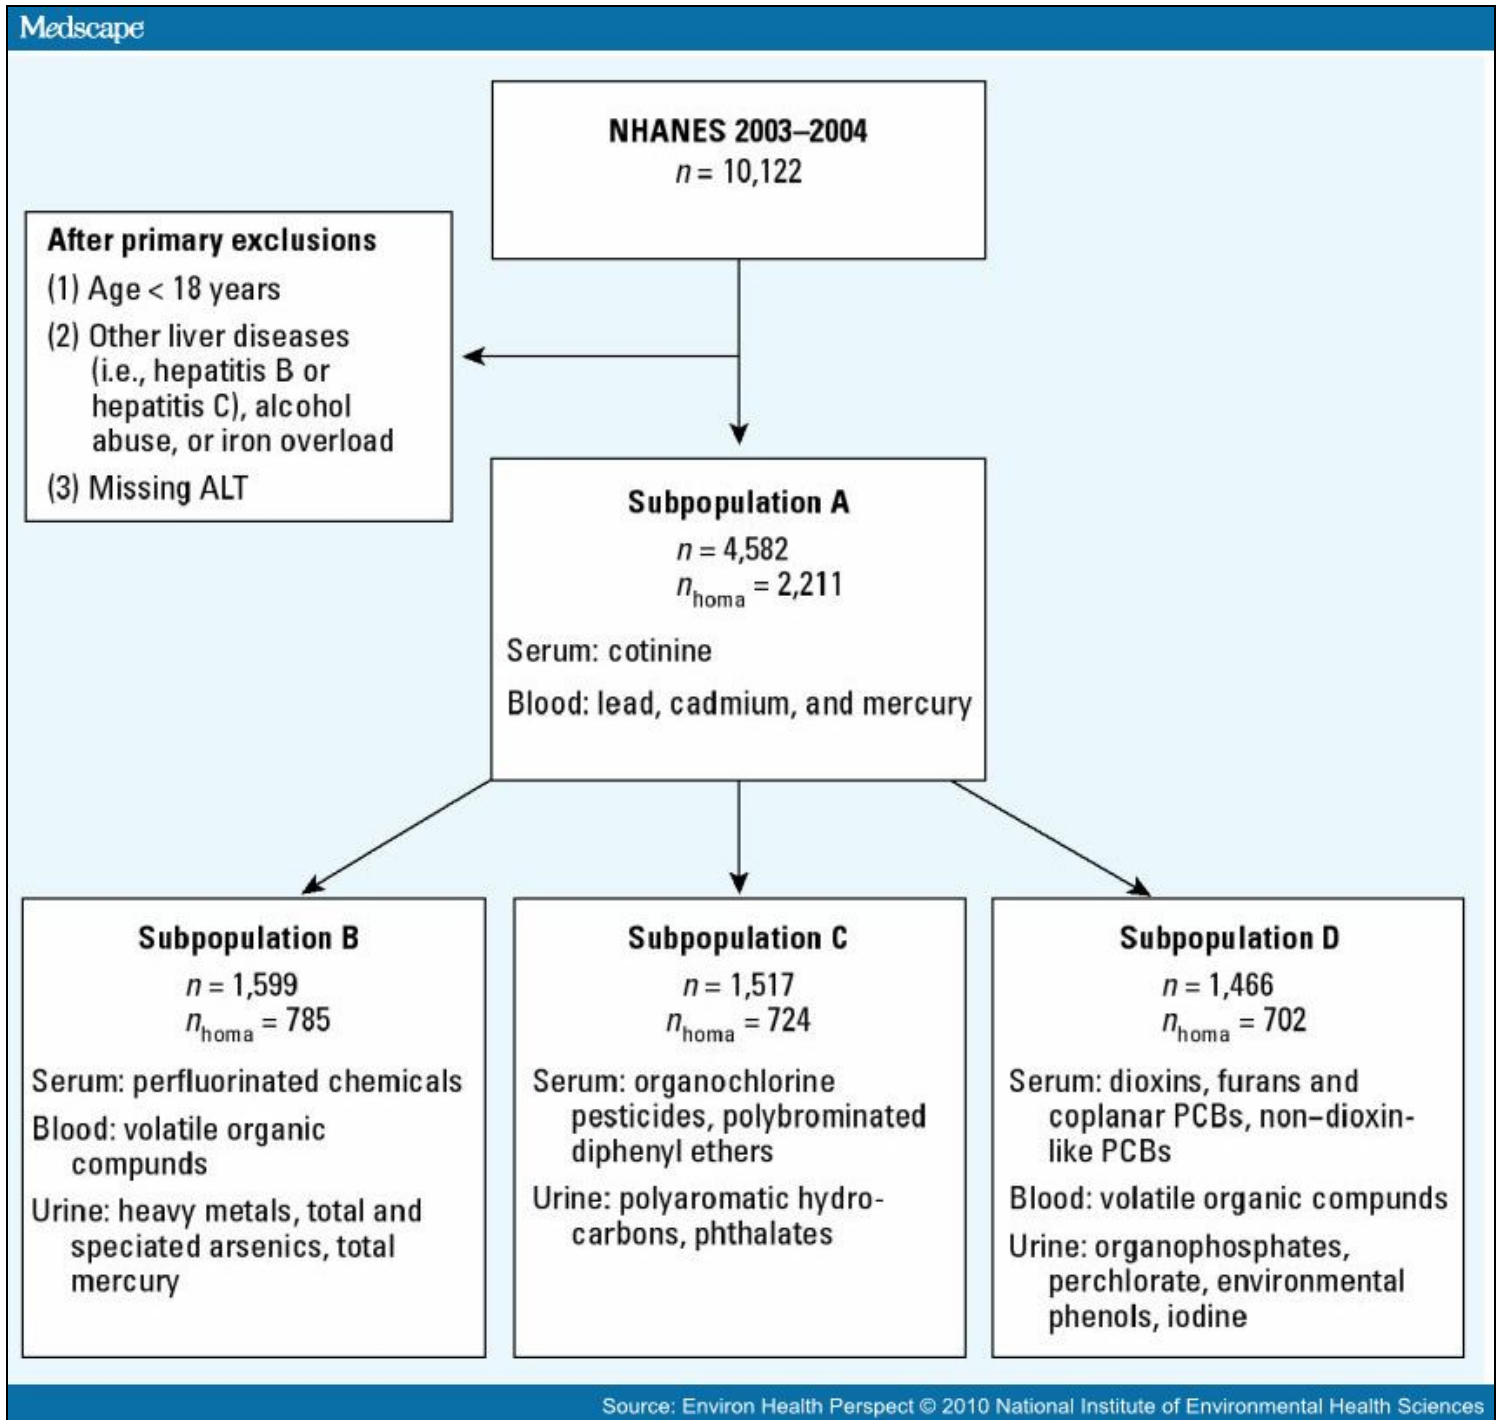 Medscape
NHANES 2003–2004
n = 10,122
After primary exclusions
(1) Age < 18 years
(2) Other liver diseases
(i.e., hepatitis B or
hepatitis C), alcohol
abuse, or iron overload
(3) Missing ALT
Subpopulation A
n = 4,582
nhoma = 2,211
Serum: cotinine
Blood: lead, cadmium, and mercury
Subpopulation B
n = 1,599
nhoma = 785
Serum: perfluorinated chemicals
Blood: volatile organic
compunds
Urine: heavy metals, total and
speciated arsenics, total
mercury
Subpopulation C
n = 1,517
nhoma = 724
Serum: organochlorine
pesticides, polybrominated
diphenyl ethers
Urine: polyaromatic hydro-
carbons, phthalates
Subpopulation D
n = 1,466
nhoma = 702
Serum: dioxins, furans and
coplanar PCBs, non–dioxin-
like PCBs
Blood: volatile organic compunds
Urine: organophosphates,
perchlorate, environmental
phenols, iodine
Source: Environ Health Perspect © 2010 National Institute of Environmental Health Sciences